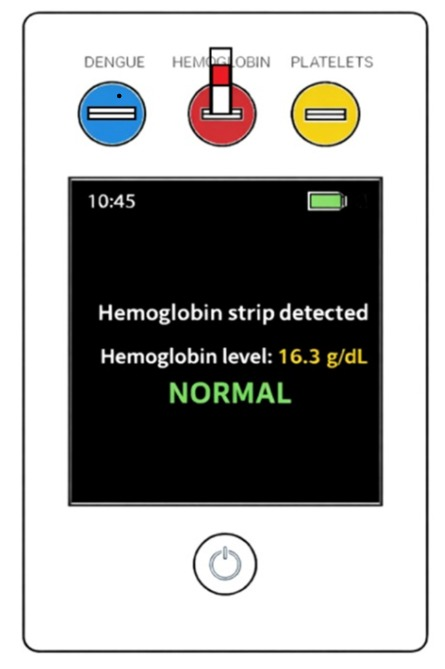 DENGUE HEMOGLOBIN PLATELETS
10:45
Hemoglobin strip detected
Hemoglobin level: 16.3 g/dL
NORMAL